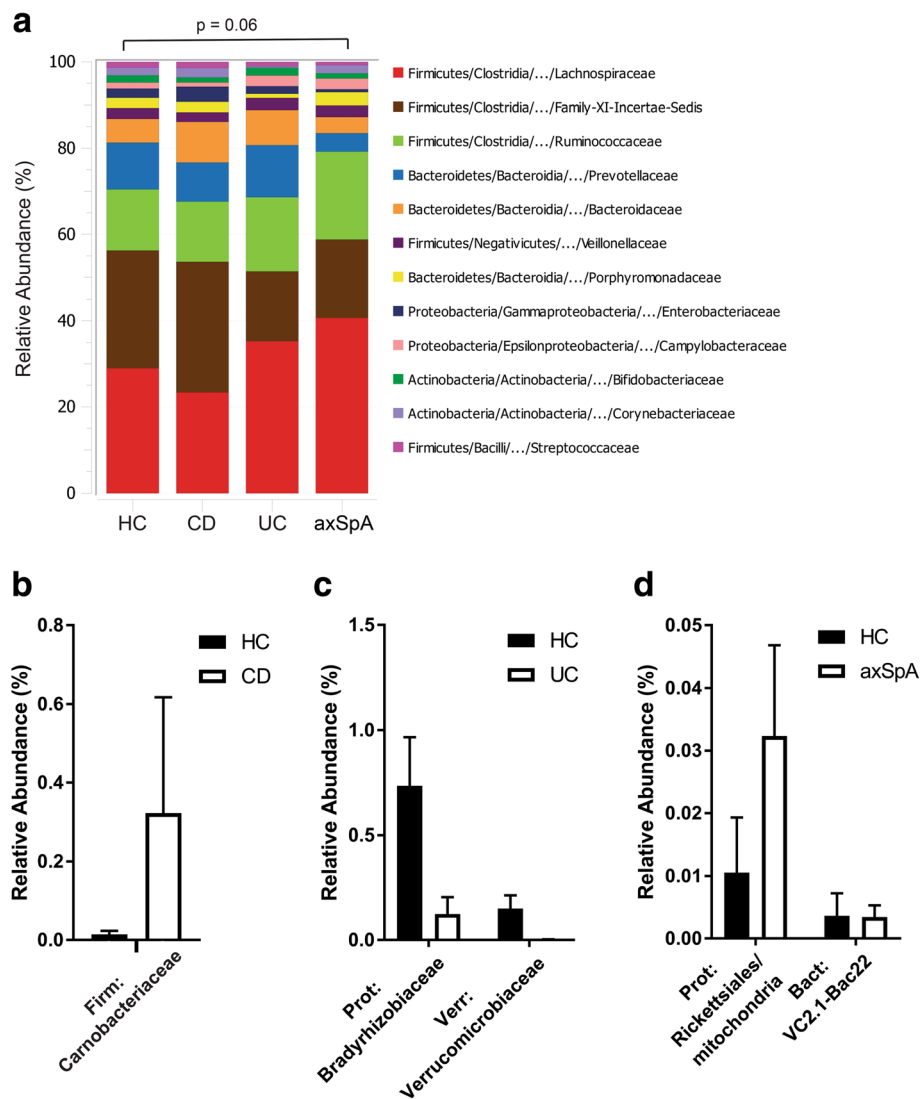 a
p = 0.06
Relative Abundance (%)
100
80
60
40
20
0
HC
CD
UC
axSpA
Firmicutes/Clostridia/.../Lachnospiraceae
Firmicutes/Clostridia/.../Family-XI-Incertae-Sedis
Firmicutes/Clostridia/.../Ruminococcaceae
Bacteroidetes/Bacteroidia/.../Prevotellaceae
Bacteroidetes/Bacteroidia/.../Bacteroidaceae
Firmicutes/Negativicutes/.../Veillonellaceae
Bacteroidetes/Bacteroidia/.../Porphyromonadaceae
Proteobacteria/Gammaproteobacteria/.../Enterobacteriaceae
Proteobacteria/Epsilonproteobacteria/.../Campylobacteraceae
Actinobacteria/Actinobacteria/.../Bifidobacteriaceae
Actinobacteria/Actinobacteria/.../Corynebacteriaceae
Firmicutes/Bacilli/.../Streptococcaceae
b
Relative Abundance (%)
0.8
0.6
0.4
0.2
0.0
HC
CD
Firm:
Carnobacteriaceae
c
Relative Abundance (%)
1.5
1.0
0.5
0.0
HC
UC
Prot:
Bradyrhizobiaceae
Verr:
Verrucomicrobiaceae
d
Relative Abundance (%)
0.05
0.04
0.03
0.02
0.01
0.00
HC
axSpA
Prot:
Rickettsiales/
mitochondria
Bact:
VC2.1-Bac22